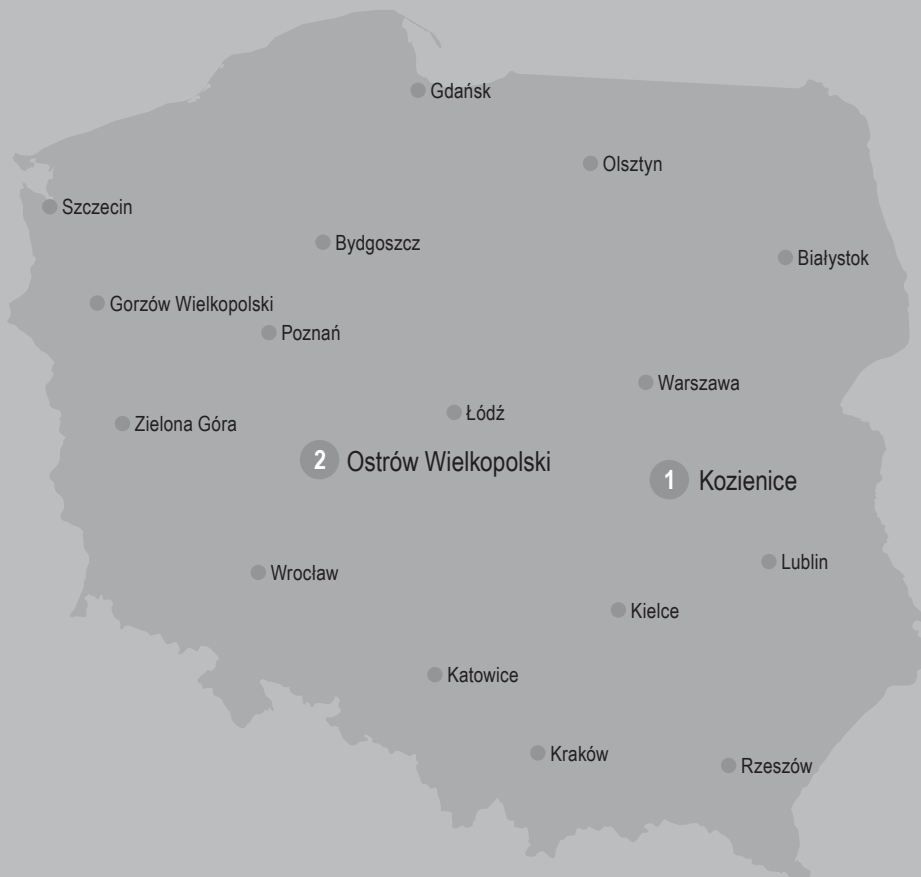 Gdańsk
Olsztyn
Szczecin
Bydgoszcz
Białystok
Gorzów Wielkopolski
Poznań
Warszawa
Łódź
Zielona Góra
2 Ostrów Wielkopolski
1 Kozienice
Lublin
Wrocław
Kielce
Katowice
Kraków
Rzeszów